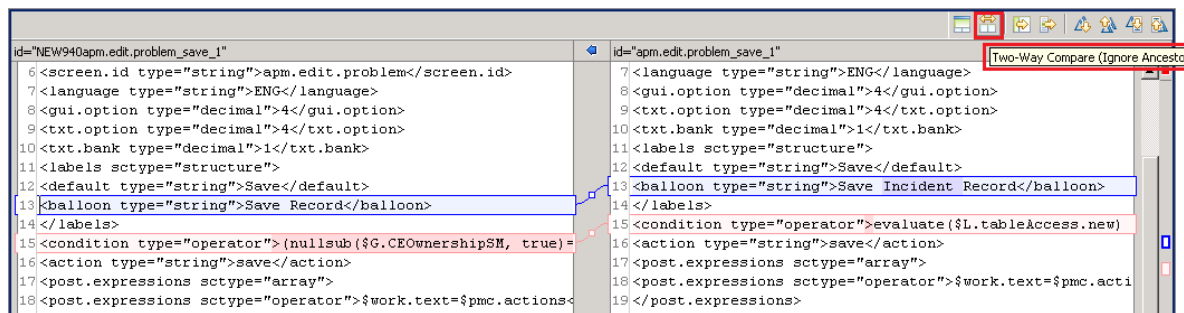 id="NEW940apm.edit.problem_save_1"
6 <screen.id type="string">apm.edit.problem</screen.id>
7 <language type="string">ENG</language>
8 <gui.option type="decimal">4</gui.option>
9 <txt.option type="decimal">4</txt.option>
10 <txt.bank type="decimal">1</txt.bank>
11 <labels sctype="structure">
12 <default type="string">Save</default>
13 <balloon type="string">Save Record</balloon>
14 </labels>
15 <condition type="operator">(nullsub($G.CEOwnershipSM, true)=
16 <action type="string">save</action>
17 <post.expressions sctype="array">
18 <post.expressions sctype="operator">$work.text=$pmc.actions<
id="apm.edit.problem_save_1"
Two-Way Compare (Ignore Ancesto
7 <language type="string">ENG</language>
8 <gui.option type="decimal">4</gui.option>
9 <txt.option type="decimal">4</txt.option>
10 <txt.bank type="decimal">1</txt.bank>
11 <labels sctype="structure">
12 <default type="string">Save</default>
13 <balloon type="string">Save Incident Record</balloon>
14 </labels>
15 <condition type="operator">evaluate($L.tableAccess.new)
16 <action type="string">save</action>
17 <post.expressions sctype="array">
18 <post.expressions sctype="operator">$work.text=$pmc.acti
19 </post.expressions>